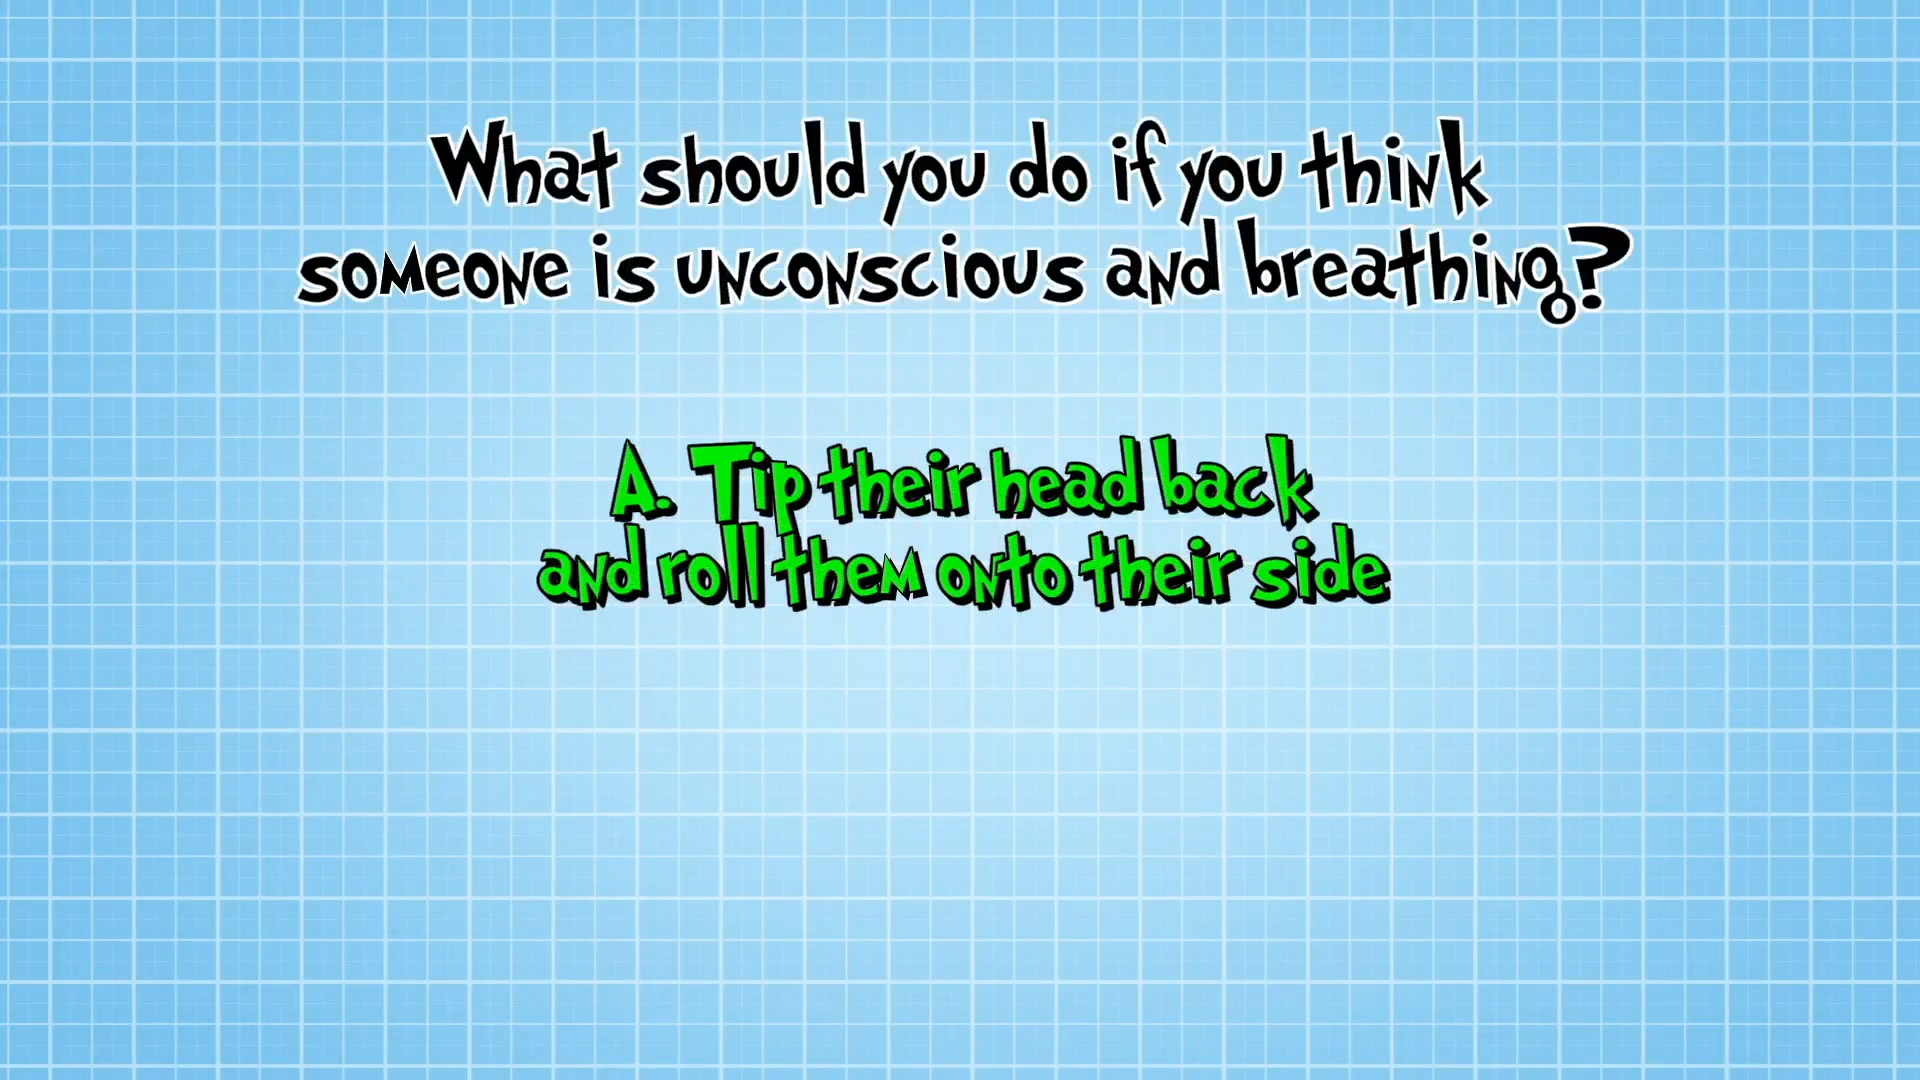 What should you do if you think
someone is unconscious and breathing?
A. Tip their head back
and roll them onto their side